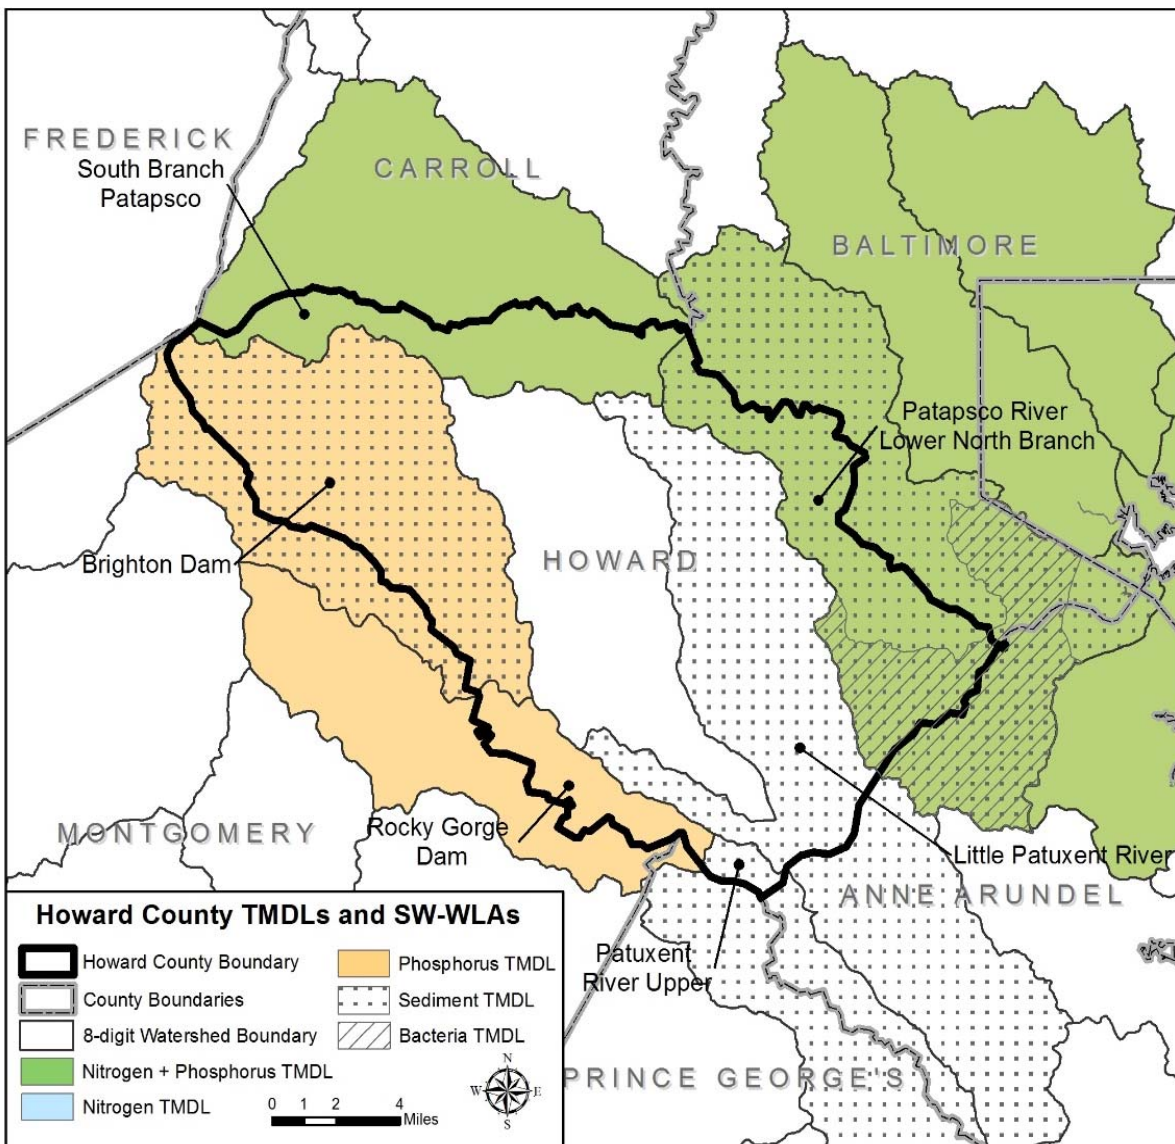 FREDERICK
South Branch
Patapsco
CARROLL
BALTIMORE
Patapsco River
Lower North Branch
HOWARD
Brighton Dam
MONTGOMERY
Rocky Gorge
Dam
Little Patuxent River
ANNE ARUNDEL
Patuxent
River Upper
PRINCE GEORGE'S
Howard County TMDLs and SW-WLAs
Howard County Boundary
County Boundaries
8-digit Watershed Boundary
Nitrogen + Phosphorus TMDL
Nitrogen TMDL
Phosphorus TMDL
Sediment TMDL
Bacteria TMDL
N
W E
S
0 1 2 4
Miles